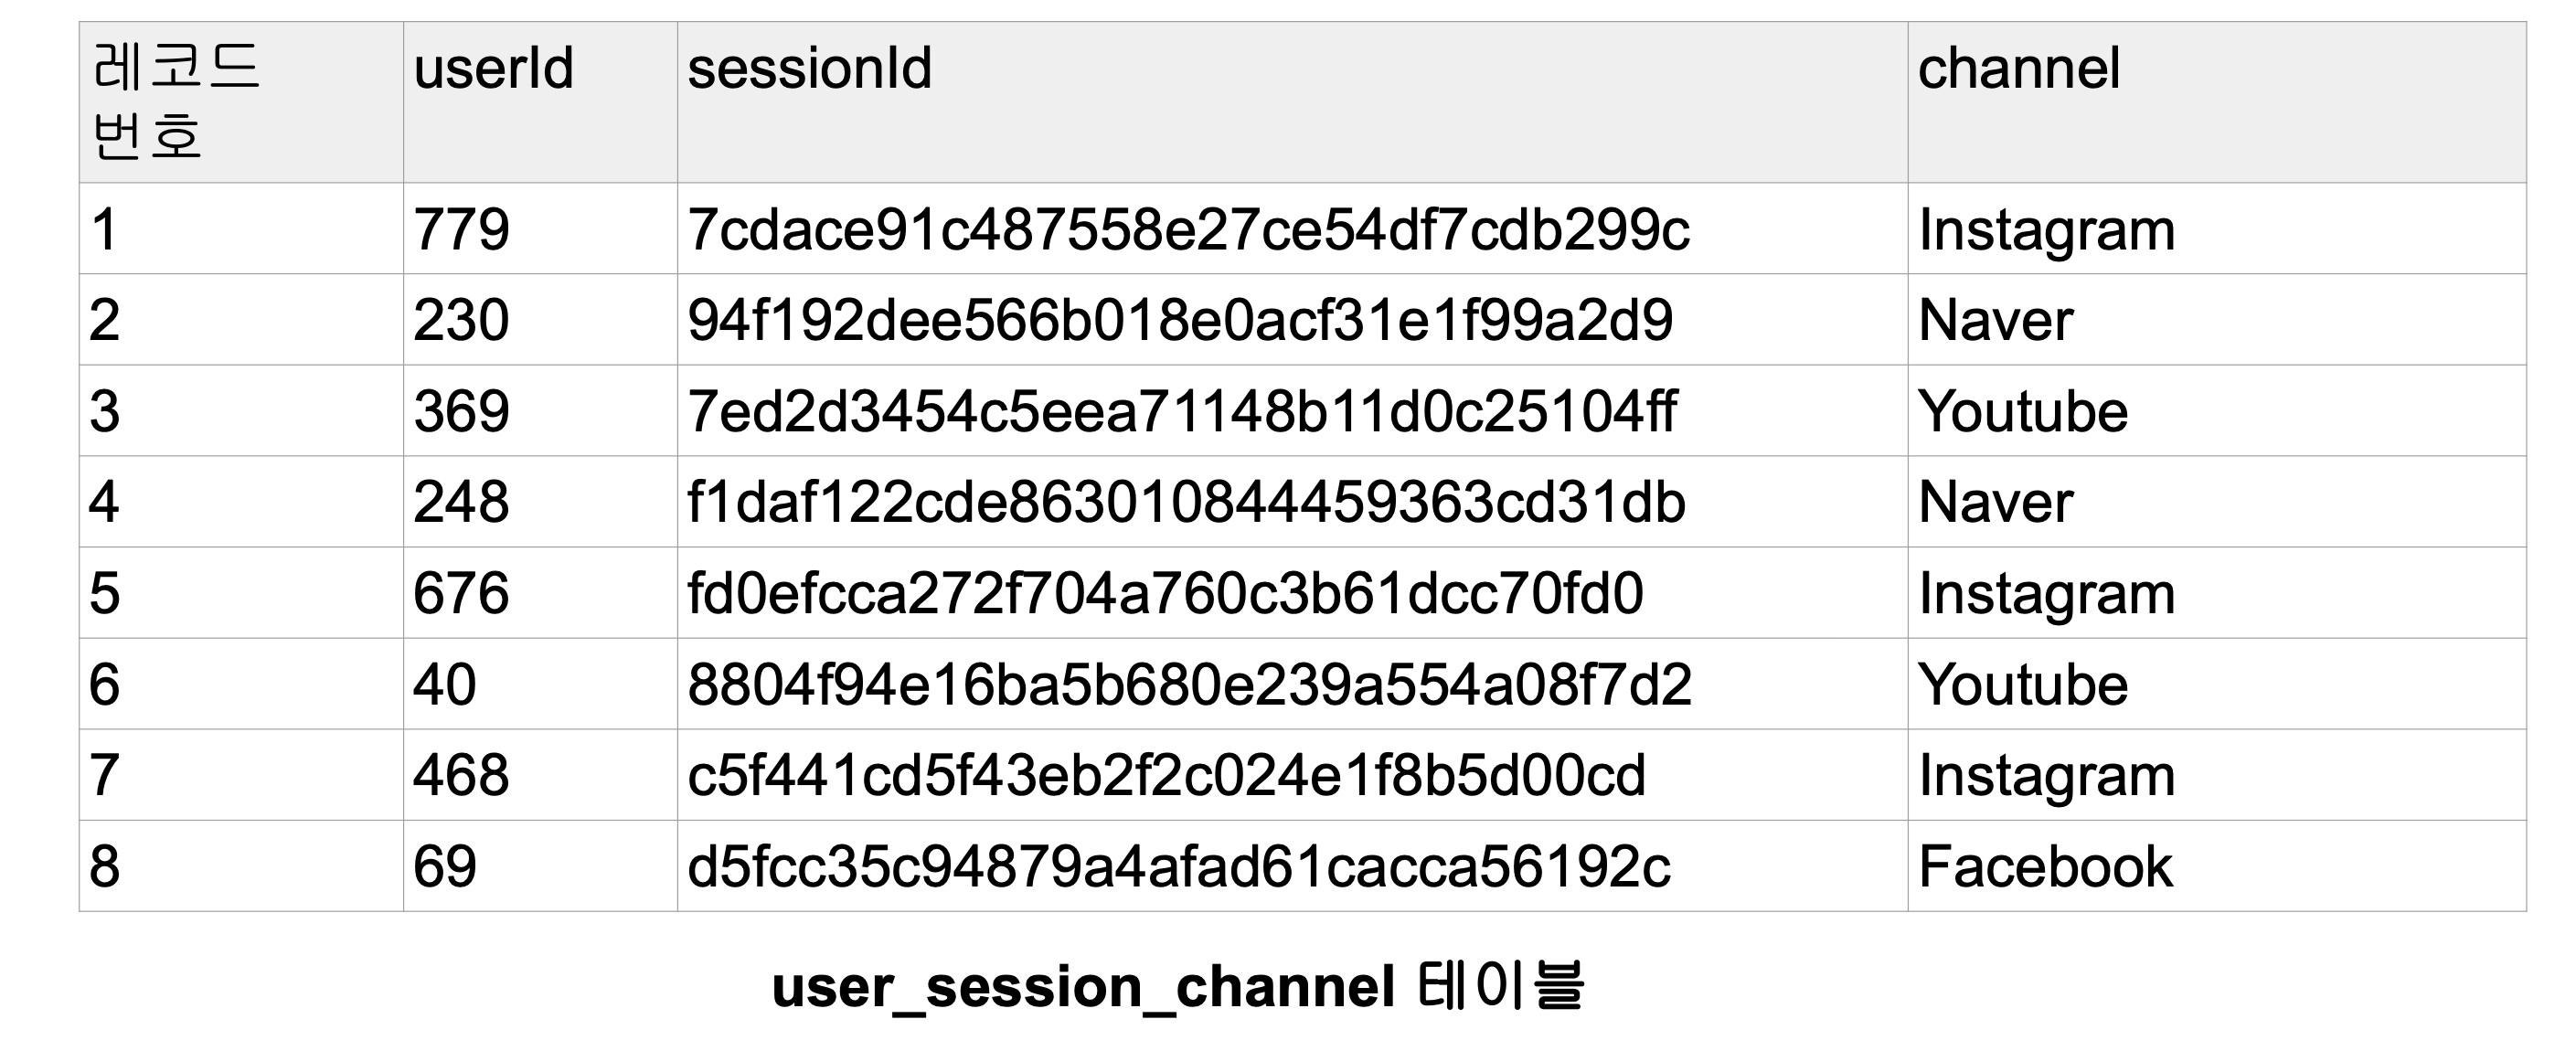 레코드 번호 userId sessionId channel
1 779 7cdace91c487558e27ce54df7cdb299c Instagram
2 230 94f192dee566b018e0acf31e1f99a2d9 Naver
3 369 7ed2d3454c5eea71148b11d0c25104ff Youtube
4 248 f1daf122cde863010844459363cd31db Naver
5 676 fd0efcca272f704a760c3b61dcc70fd0 Instagram
6 40 8804f94e16ba5b680e239a554a08f7d2 Youtube
7 468 c5f441cd5f43eb2f2c024e1f8b5d00cd Instagram
8 69 d5fcc35c94879a4afad61cacca56192c Facebook
user_session_channel 테이블